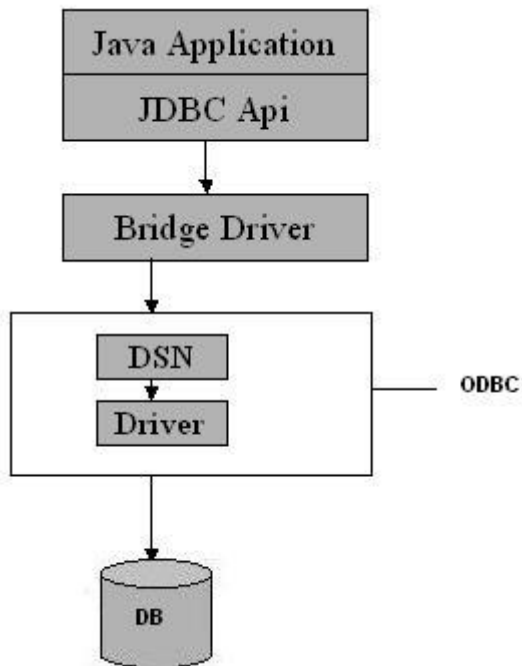 Java Application
JDBC Api
Bridge Driver
DSN
Driver
ODBC
DB